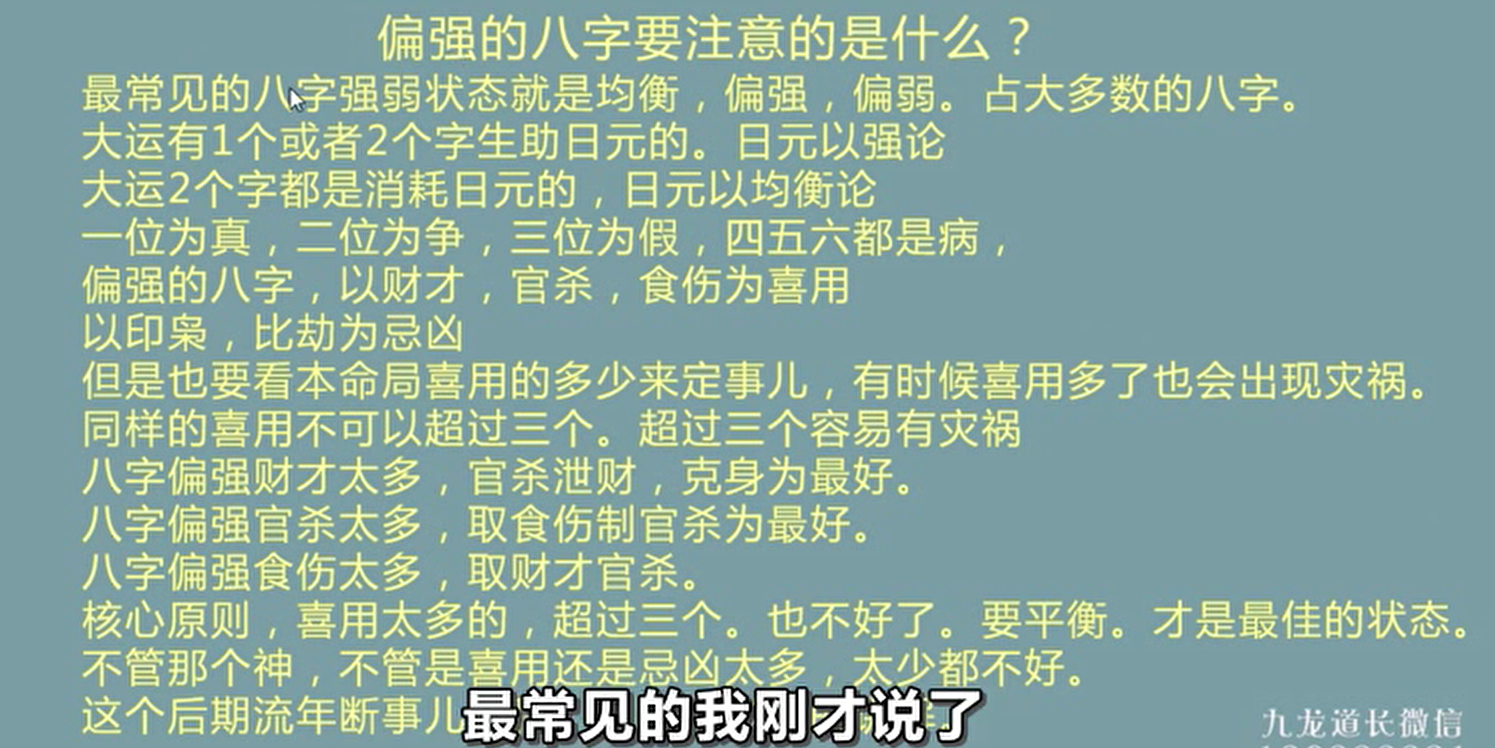 偏强的八字要注意的是什么？
最常见的八字强弱状态就是均衡，偏强，偏弱。占大多数的八字。
大运有1个或者2个字生助日元的。日元以强论
大运2个字都是消耗日元的，日元以均衡论
一位为真，二位为争，三位为假，四五六都是病，
偏强的八字，以财才，官杀，食伤为喜用
以印枭，比劫为忌凶
但是也要看本命局喜用的多少来定事儿，有时候喜用多了也会出现灾祸。
同样的喜用不可以超过三个。超过三个容易有灾祸
八字偏强财才太多，官杀泄财，克身为最好。
八字偏强官杀太多，取食伤制官杀为最好。
八字偏强食伤太多，取财才官杀。
核心原则，喜用太多的，超过三个。也不好了。要平衡。才是最佳的状态。
不管那个神，不管是喜用还是忌凶太多，太少都不好。
这个后期流年断事儿
最常见的我刚才说了
九龙道长微信